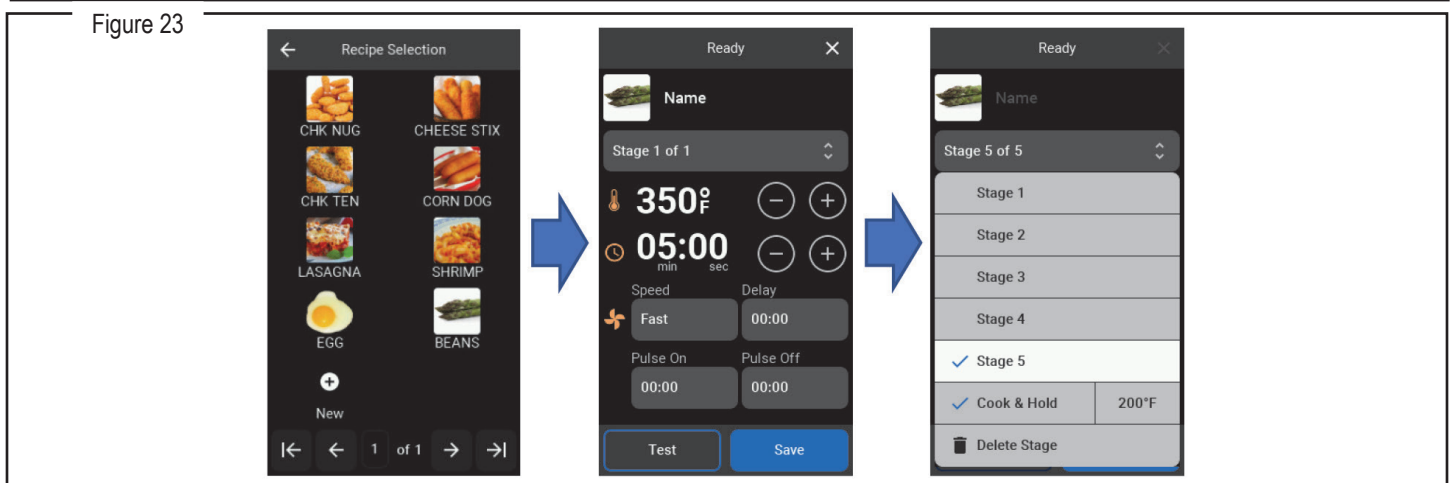 Figure 23
Recipe Selection
CHK NUG CHEESE STIX
CHK TEN CORN DOG
LASAGNA SHRIMP
EGG BEANS
New
1 of 1
Ready
Name
Stage 1 of 1
350°F
05:00
min sec
Speed Delay
Fast 00:00
Pulse On Pulse Off
00:00 00:00
Test Save
Ready
Name
Stage 5 of 5
Stage 1
Stage 2
Stage 3
Stage 4
Stage 5
Cook & Hold 200°F
Delete Stage